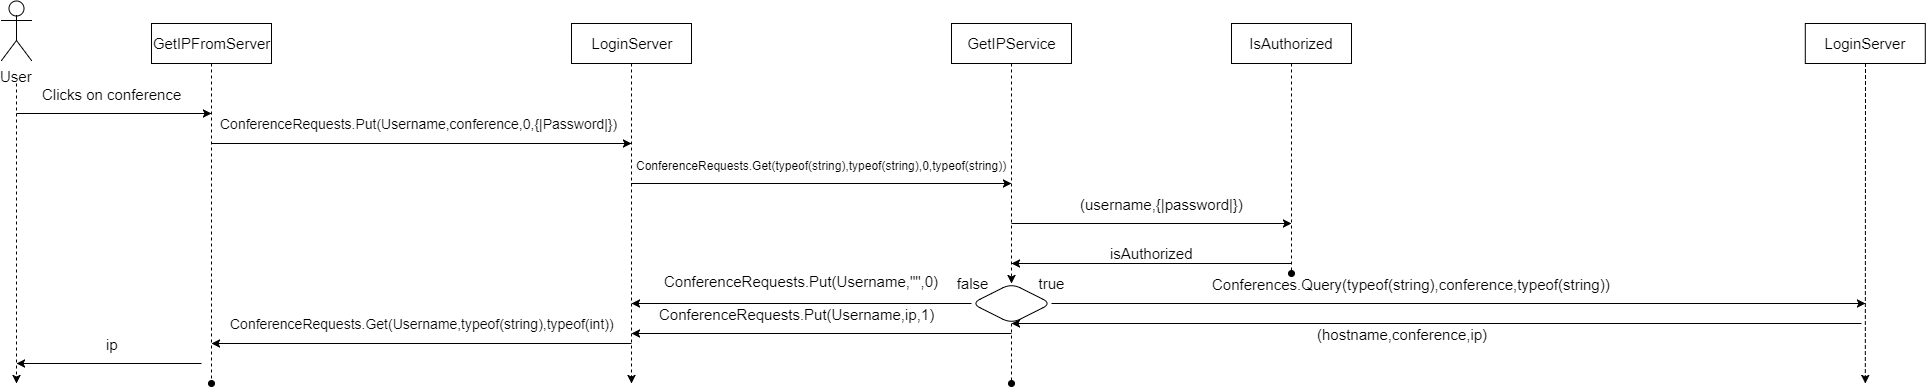 User
GetIPFromServer
LoginServer
GetIPService
IsAuthorized
LoginServer
Clicks on conference
ConferenceRequests.Put(Username,conference,0,{|Password|})
ConferenceRequests.Get(typeof(string),typeof(string),0,typeof(string))
(username,{|password|})
isAuthorized
ConferenceRequests.Put(Username,"",0)
false
true
Conferences.Query(typeof(string),conference,typeof(string))
ConferenceRequests.Put(Username,ip,1)
ConferenceRequests.Get(Username,typeof(string),typeof(int))
(hostname,conference,ip)
ip